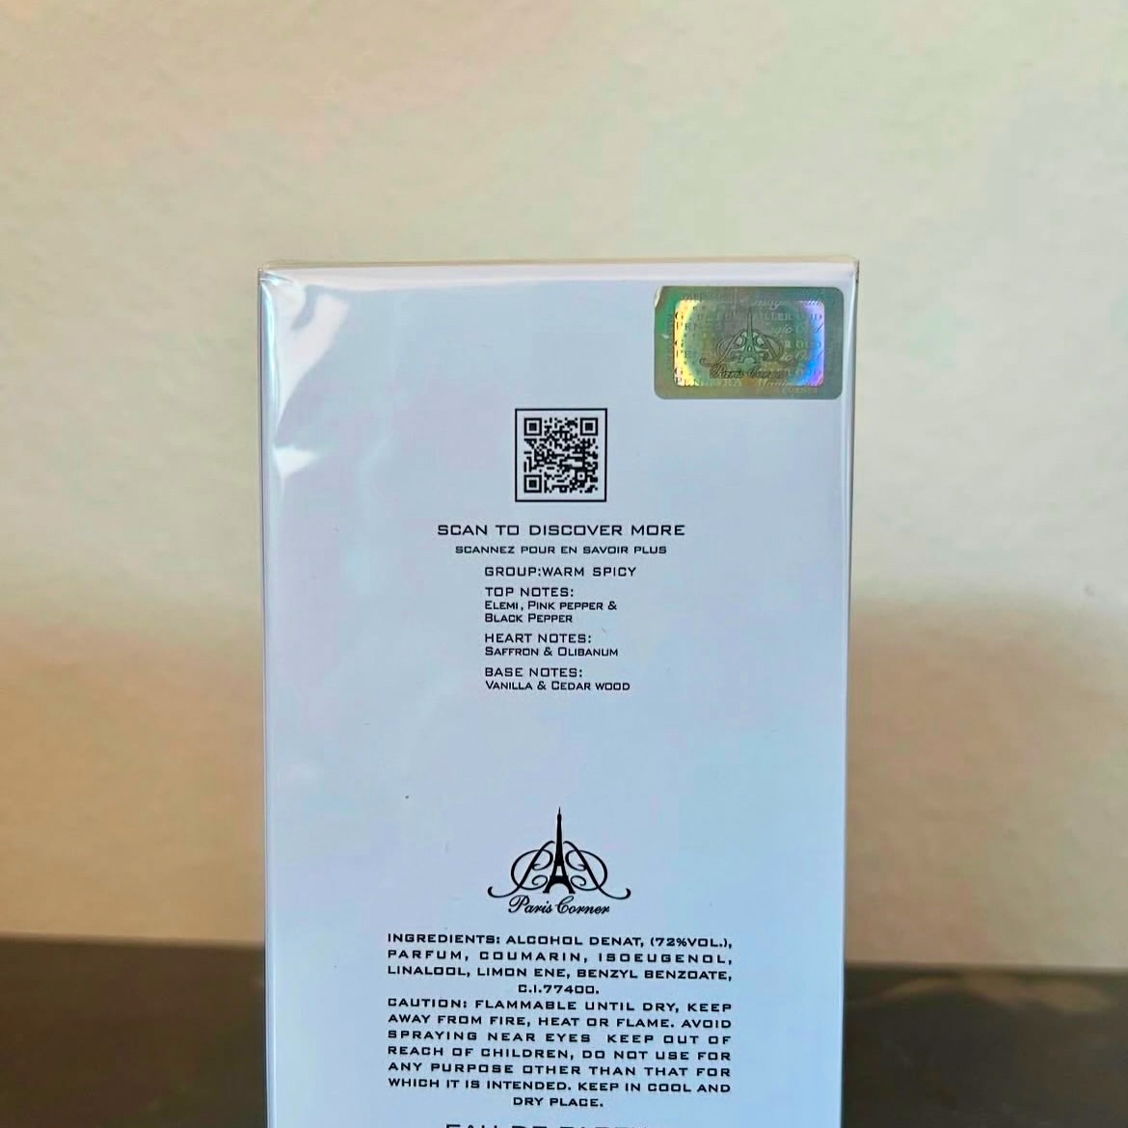 SCAN TO DISCOVER MORE
SCANNEZ POUR EN SAVOIR PLUS
GROUP:WARM SPICY
TOP NOTES:
ELEMI, PINK PEPPER &
BLACK PEPPER
HEART NOTES:
SAFFRON & OLIBANUM
BASE NOTES:
VANILLA & CEDAR WOOD
Paris Corner
INGREDIENTS: ALCOHOL DENAT, (72%VOL.),
PARFUM, COUMARIN, ISOEUGENOL,
LINALOOL, LIMON ENE, BENZYL BENZOATE,
C.I.77400.
CAUTION: FLAMMABLE UNTIL DRY, KEEP
AWAY FROM FIRE, HEAT OR FLAME. AVOID
SPRAYING NEAR EYES KEEP OUT OF
REACH OF CHILDREN, DO NOT USE FOR
ANY PURPOSE OTHER THAN THAT FOR
WHICH IT IS INTENDED. KEEP IN COOL AND
DRY PLACE.